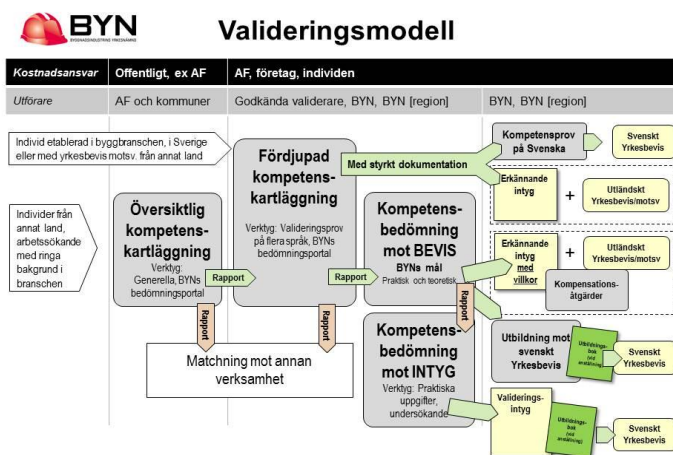 BYN
BYGGNADSINDUSTRINS YRKESNÄMND
Valideringsmodell
Kostnadsansvar
Offentligt, ex AF
AF, företag, individen
Utförare
AF och kommuner
Godkända validerare, BYN, BYN [region]
BYN, BYN [region]
Individ etablerad i byggbranschen, i Sverige
eller med yrkesbevis motsv. från annat land
Individer från
annat land,
arbetssökande
med ringa
bakgrund i
branschen
Översiktlig
kompetens-
kartläggning
Verktyg:
Generella, BYNs
bedömningsportal
Rapport
Rapport
Fördjupad
kompetens-
kartläggning
Verktyg: Valideringsprov
på flera språk, BYNs
bedömningsportal
Med styrkt dokumentation
Rapport
Rapport
Matchning mot annan
verksamhet
Kompetens-
bedömning
mot BEVIS
BYNs mål
Praktisk och teoretisk
Rapport
Kompetens-
bedömning
mot INTYG
Verktyg: Praktiska
uppgifter,
undersökande
Kompetensprov
på Svenska
Svenskt
Yrkesbevis
Erkännande
intyg
+
Utländskt
Yrkesbevis/motsv
Erkännande
intyg
med
villkor
+
Utländskt
Yrkesbevis/motsv
Kompensations-
åtgärder
Utbildning mot
svenskt
Yrkesbevis
Utbildnings-
bok
(vid
anställning)
Svenskt
Yrkesbevis
Validerings-
intyg
Utbildnings-
bok
(vid
anställning)
Svenskt
Yrkesbevis